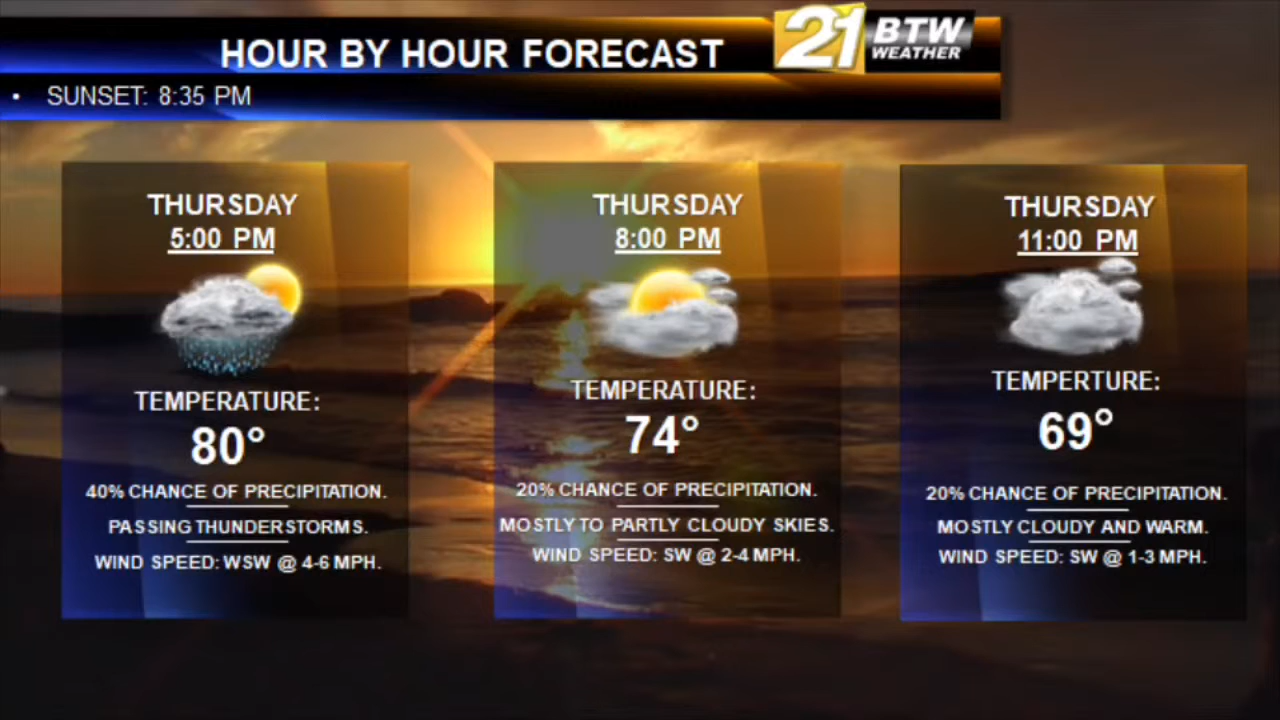 HOUR BY HOUR FORECAST
21 BTW
WEATHER
• SUNSET: 8:35 PM
THURSDAY
5:00 PM
TEMPERATURE:
80°
40% CHANCE OF PRECIPITATION.
PASSING THUNDERSTORMS.
WIND SPEED: WSW @ 4-6 MPH.
THURSDAY
8:00 PM
TEMPERATURE:
74°
20% CHANCE OF PRECIPITATION.
MOSTLY TO PARTLY CLOUDY SKIES.
WIND SPEED: SW @ 2-4 MPH.
THURSDAY
11:00 PM
TEMPERTURE:
69°
20% CHANCE OF PRECIPITATION.
MOSTLY CLOUDY AND WARM.
WIND SPEED: SW @ 1-3 MPH.